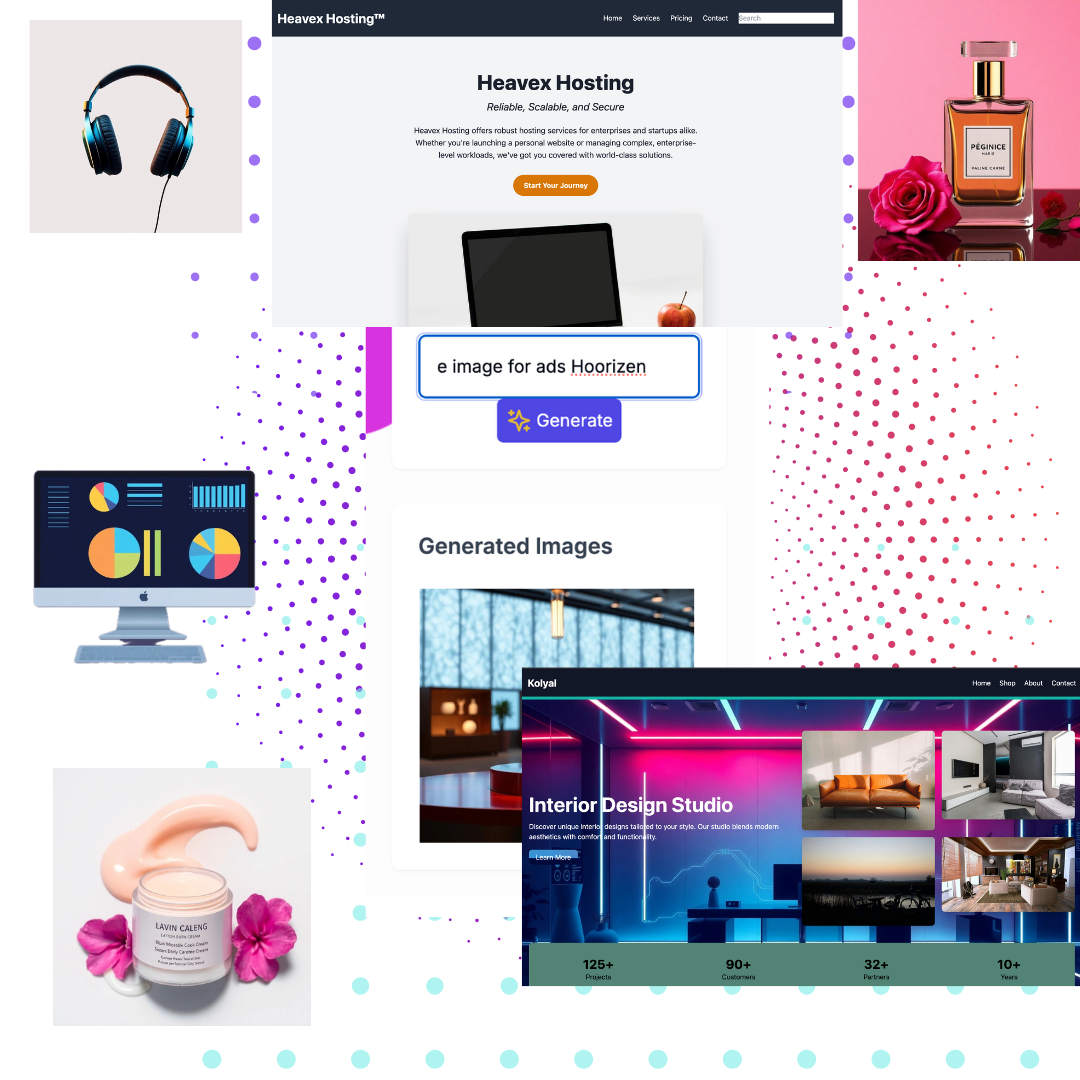 Heavex Hosting™
Home Services Pricing Contact Search
Heavex Hosting
Reliable, Scalable, and Secure
Heavex Hosting offers robust hosting services for enterprises and startups alike.
Whether you're launching a personal website or managing complex, enterprise-
level workloads, we've got you covered with world-class solutions.
Start Your Journey
PÉGINICE
PALINE:CARNE
e image for ads Hoorizen
Generate
Generated Images
Kolyal
Home Shop About Contact
Interior Design Studio
Discover unique interior designs tailored to your style. Our studio blends modern
aesthetics with comfort and functionality.
Learn More
125+ 90+ 32+ 10+
Projects Customers Partners Years
LAVIN CALENG